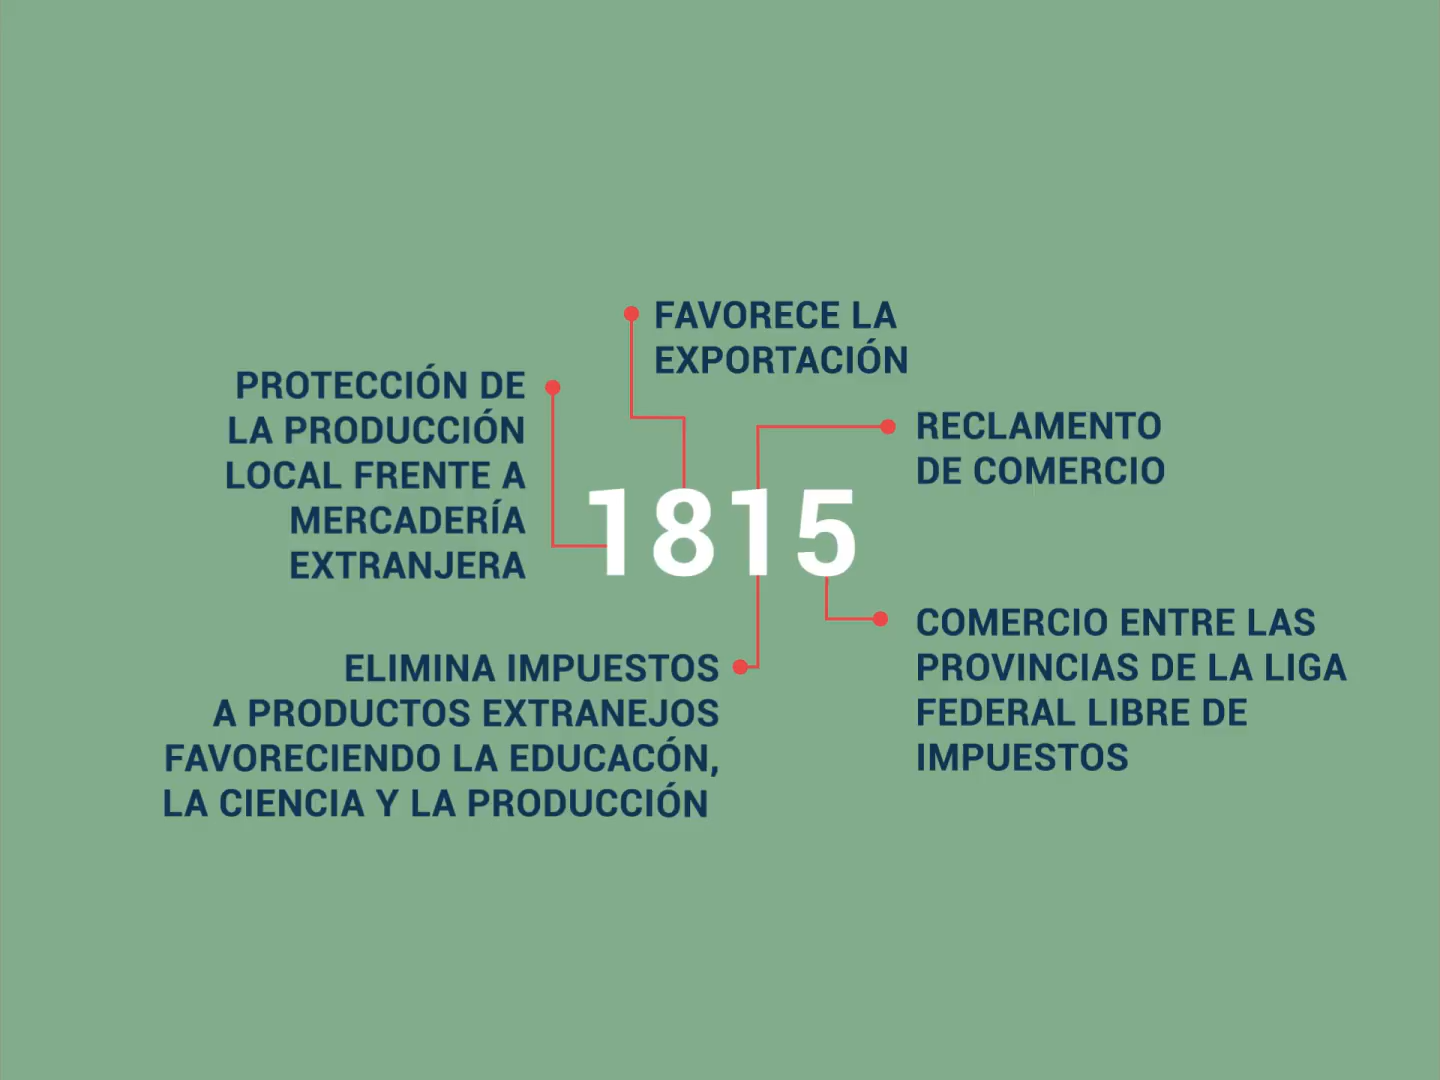 FAVORECE LA
EXPORTACIÓN
PROTECCIÓN DE
LA PRODUCCIÓN
LOCAL FRENTE A
MERCADERÍA
EXTRANJERA
RECLAMENTO
DE COMERCIO
1815
ELIMINA IMPUESTOS
A PRODUCTOS EXTRANEJOS
FAVORECIENDO LA EDUCACÓN,
LA CIENCIA Y LA PRODUCCIÓN
COMERCIO ENTRE LAS
PROVINCIAS DE LA LIGA
FEDERAL LIBRE DE
IMPUESTOS